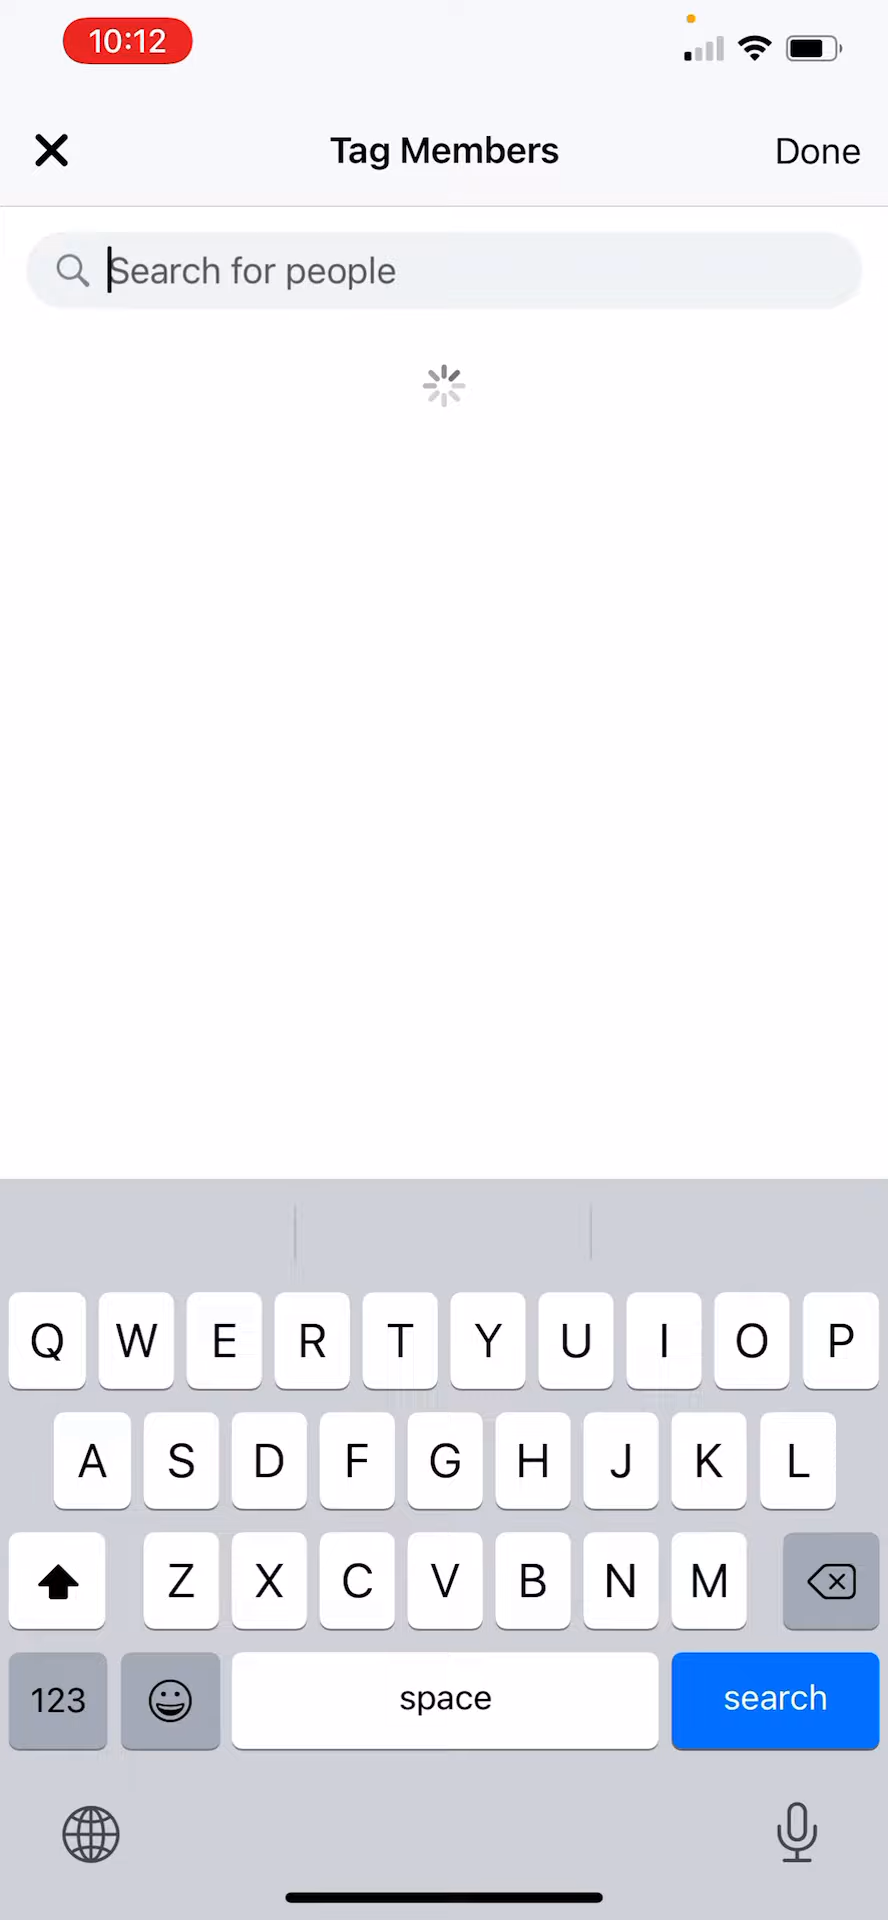 10:12
Tag Members
Done
Search for people
Q W E R T Y U I O P
A S D F G H J K L
Z X C V B N M
123
space
search